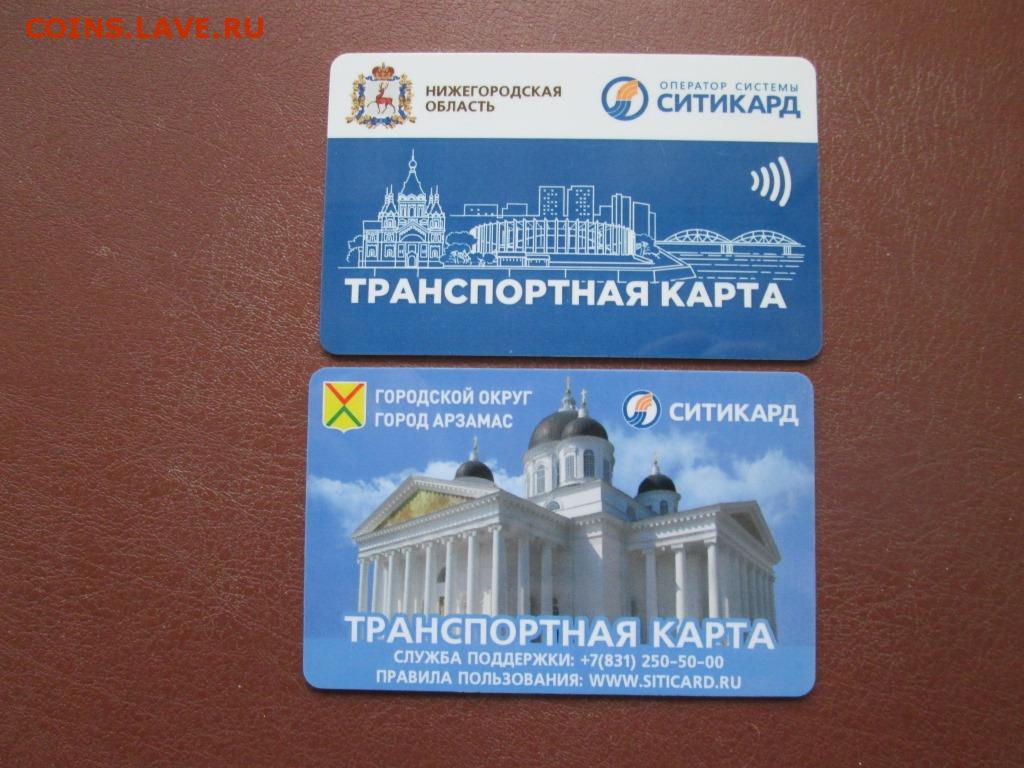 COINS.LAVE.RU
НИЖЕГОРОДСКАЯ
ОБЛАСТЬ
ОПЕРАТОР СИСТЕМЫ
СИТИКАРД
ТРАНСПОРТНАЯ КАРТА
ГОРОДСКОЙ ОКРУГ
ГОРОД АРЗАМАС
СИТИКАРД
ТРАНСПОРТНАЯ КАРТА
СЛУЖБА ПОДДЕРЖКИ: +7(831) 250-50-00
ПРАВИЛА ПОЛЬЗОВАНИЯ: WWW.SITICARD.RU